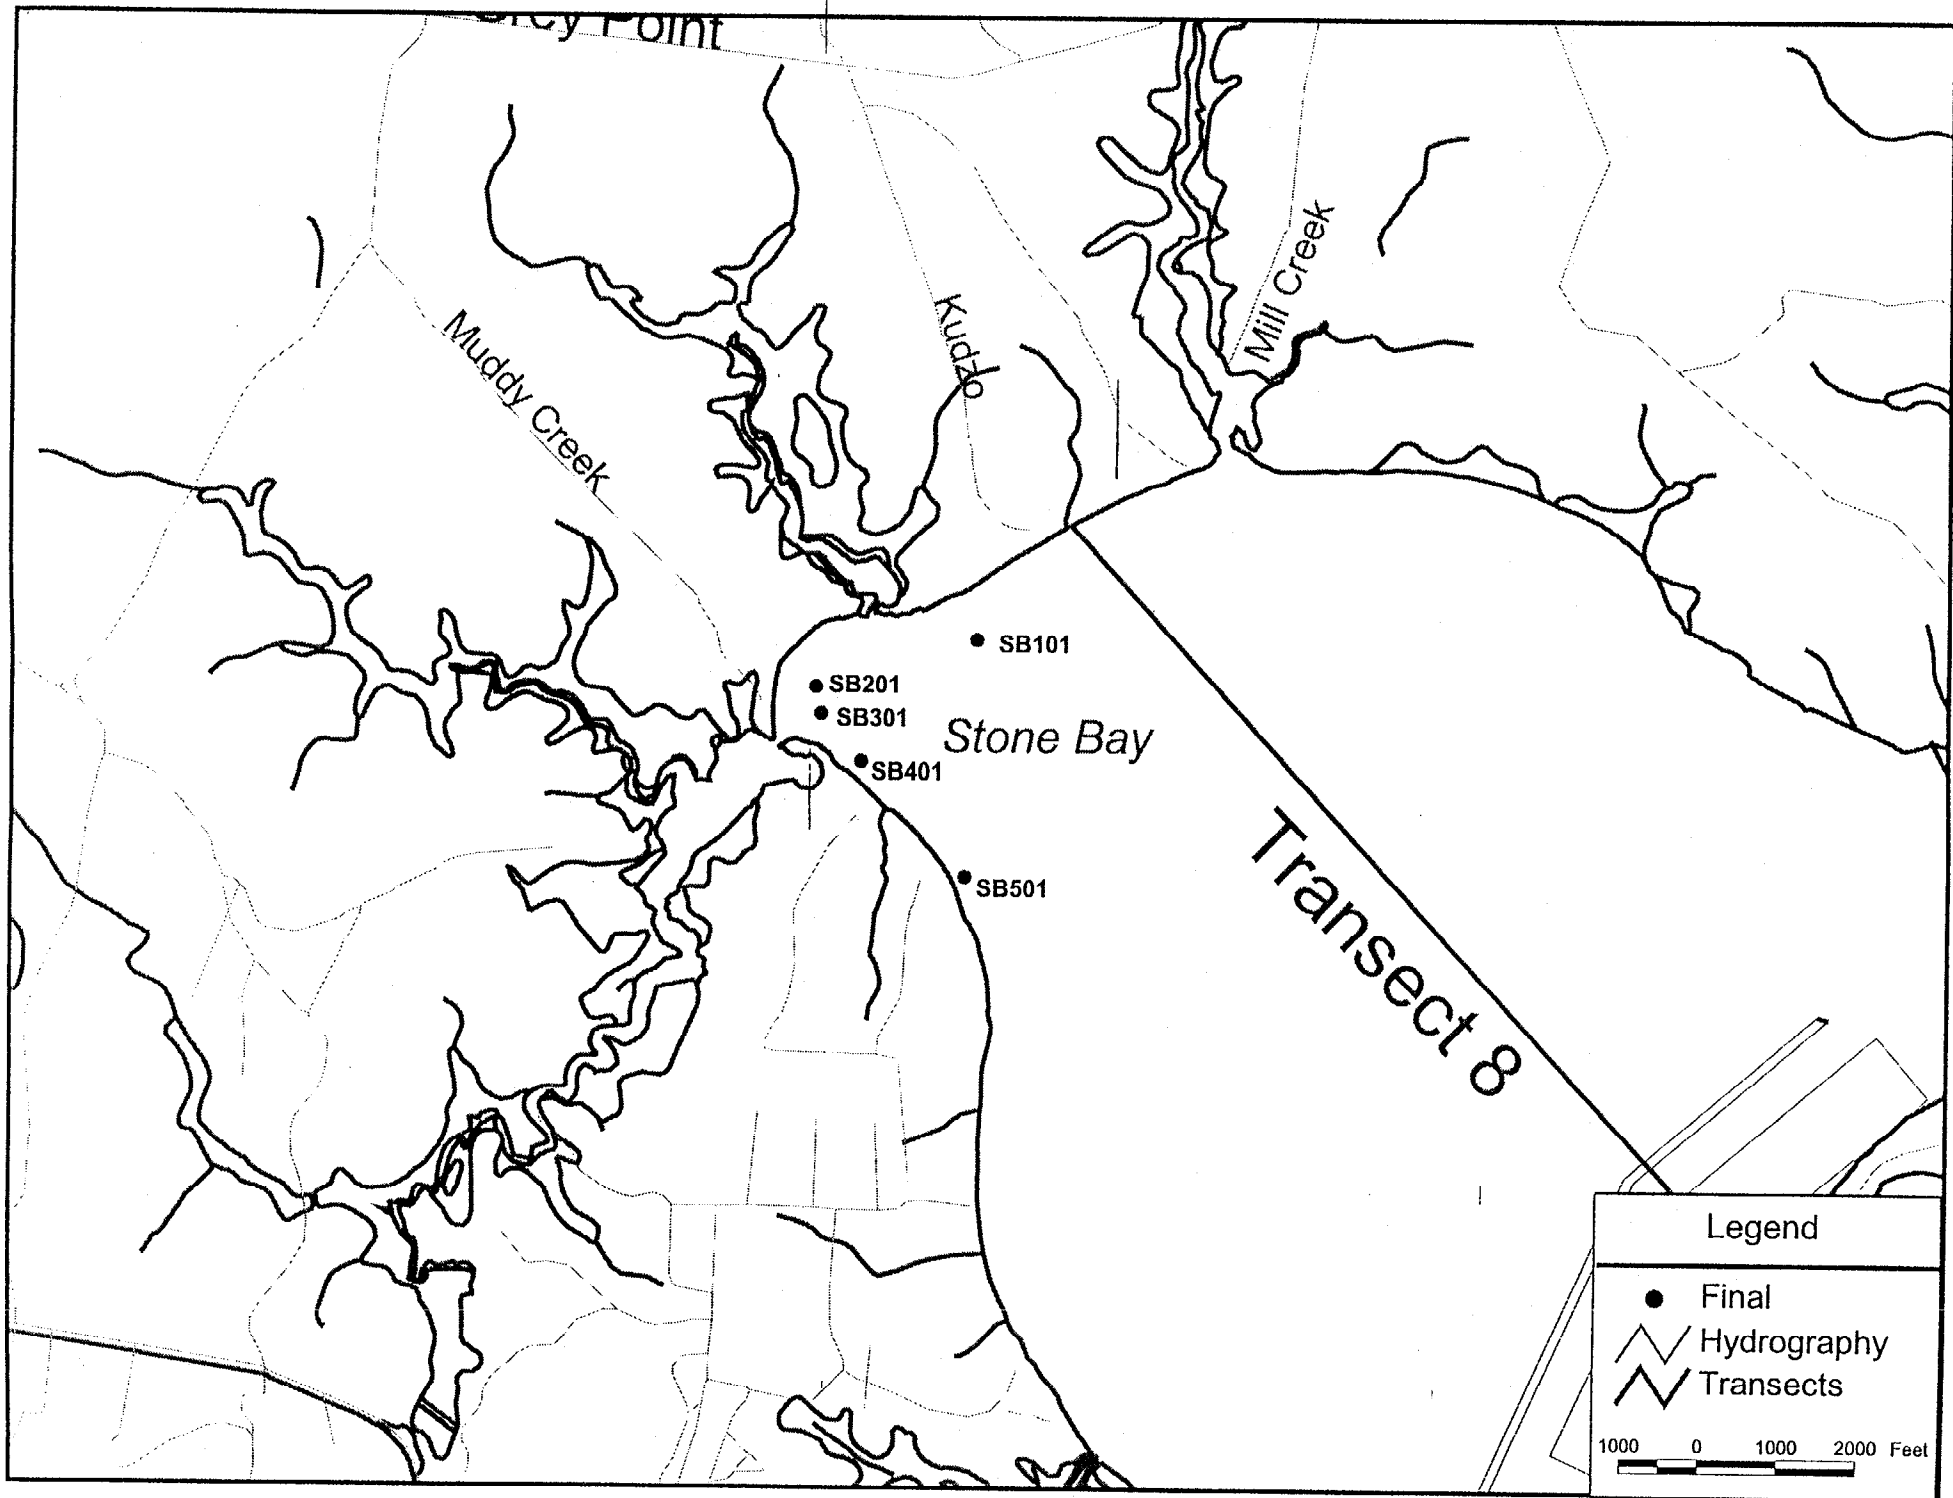 Point
Mill Creek
Kudzo
Muddy Creek
SB101
SB201
SB301
Stone Bay
SB401
SB501
Transect 8
Legend
Final
Hydrography
Transects
1000 0 1000 2000 Feet